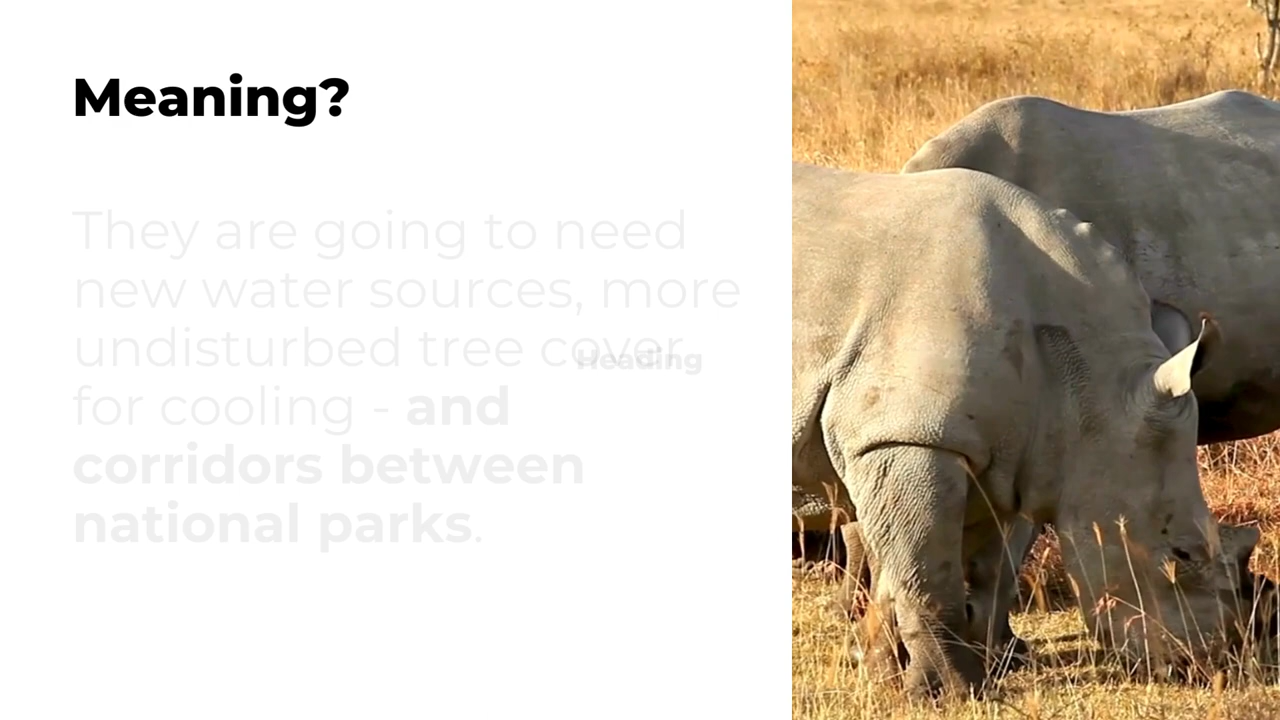 Meaning?
They are going to need
new water sources, more
undisturbed tree cover
Heading
for cooling - and
corridors between
national parks.